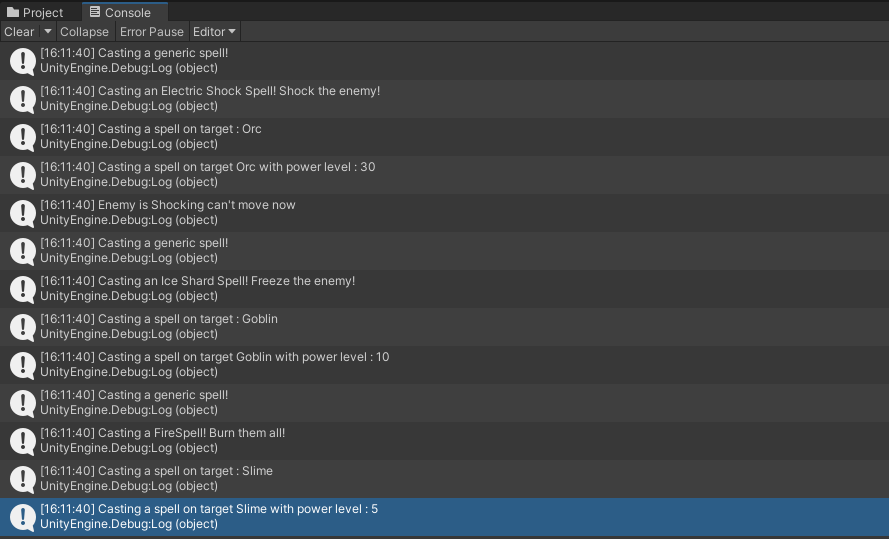 Project
Console
Clear
Collapse
Error Pause
Editor
[16:11:40] Casting a generic spell!
UnityEngine.Debug:Log (object)
[16:11:40] Casting an Electric Shock Spell! Shock the enemy!
UnityEngine.Debug:Log (object)
[16:11:40] Casting a spell on target : Orc
UnityEngine.Debug:Log (object)
[16:11:40] Casting a spell on target Orc with power level : 30
UnityEngine.Debug:Log (object)
[16:11:40] Enemy is Shocking can't move now
UnityEngine.Debug:Log (object)
[16:11:40] Casting a generic spell!
UnityEngine.Debug:Log (object)
[16:11:40] Casting an Ice Shard Spell! Freeze the enemy!
UnityEngine.Debug:Log (object)
[16:11:40] Casting a spell on target : Goblin
UnityEngine.Debug:Log (object)
[16:11:40] Casting a spell on target Goblin with power level : 10
UnityEngine.Debug:Log (object)
[16:11:40] Casting a generic spell!
UnityEngine.Debug:Log (object)
[16:11:40] Casting a FireSpell! Burn them all!
UnityEngine.Debug:Log (object)
[16:11:40] Casting a spell on target : Slime
UnityEngine.Debug:Log (object)
[16:11:40] Casting a spell on target Slime with power level : 5
UnityEngine.Debug:Log (object)